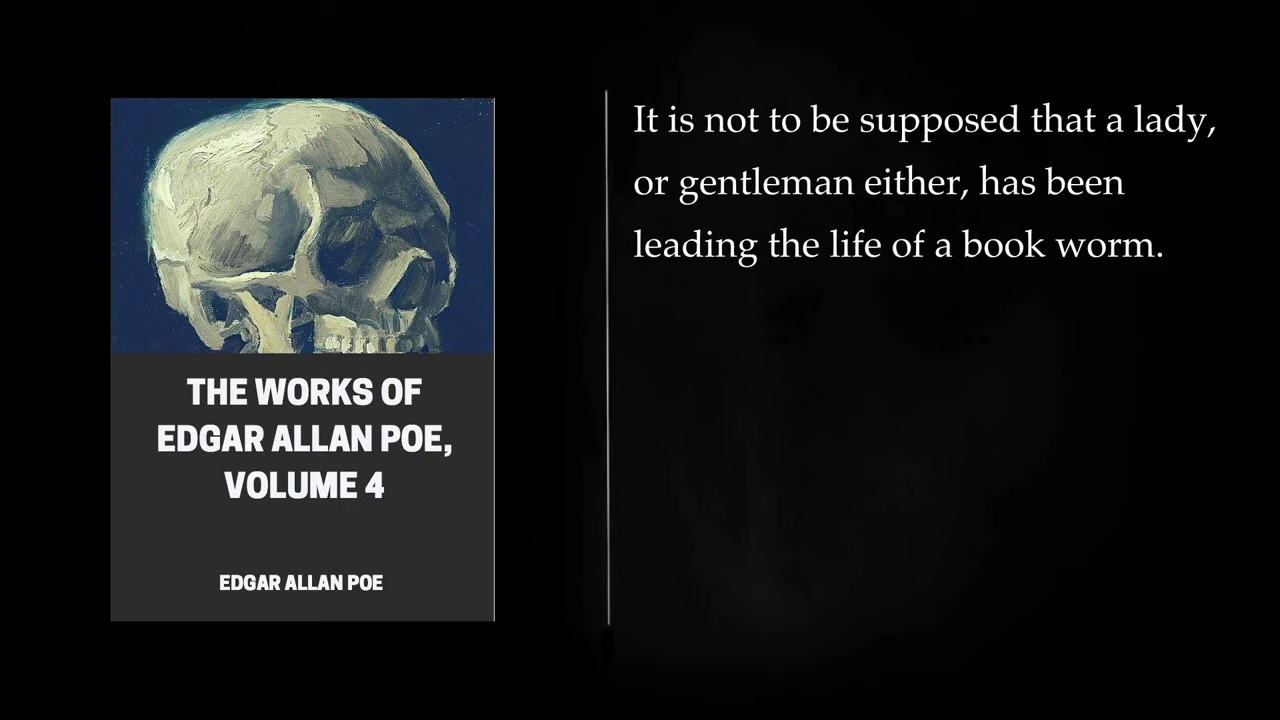 THE WORKS OF
EDGAR ALLAN POE,
VOLUME 4
EDGAR ALLAN POE
It is not to be supposed that a lady,
or gentleman either, has been
leading the life of a book worm.